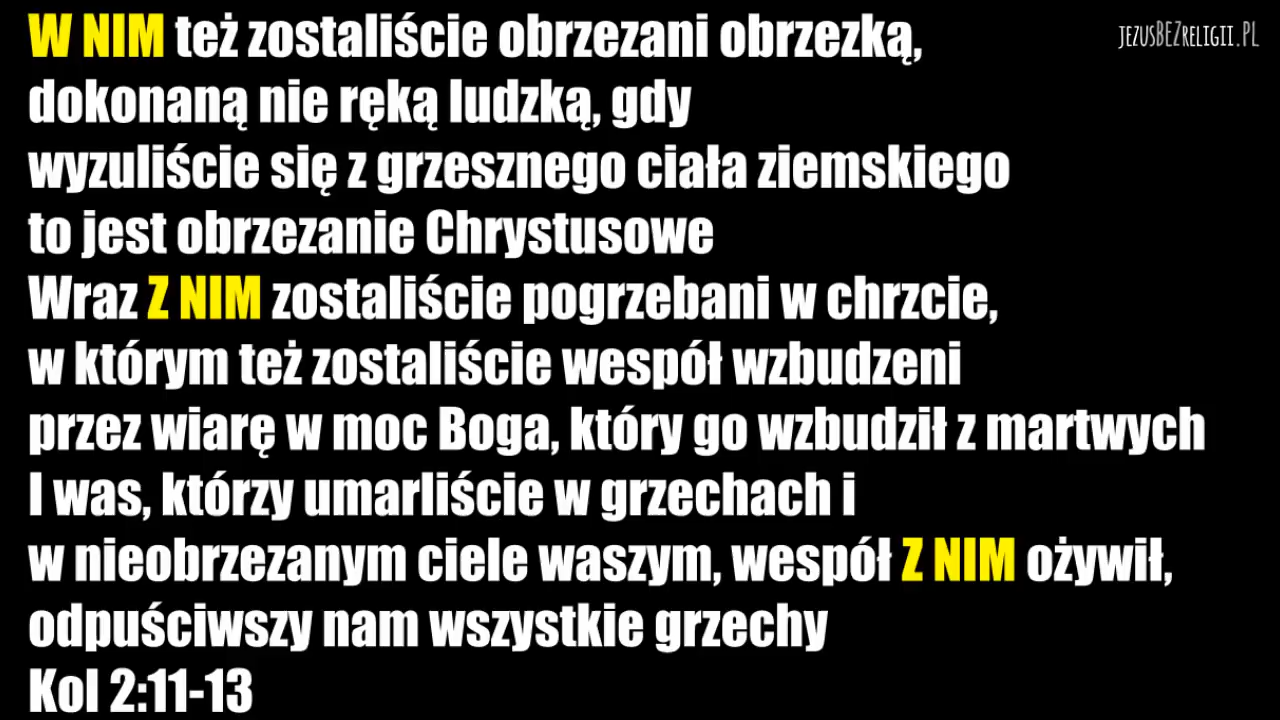 W NIM też zostaliście obrzezani obrzezką,
jezusBEZreligii.PL
dokonaną nie ręką ludzką, gdy
wyzuliście się z grzesznego ciała ziemskiego
to jest obrzezanie Chrystusowe
Wraz Z NIM zostaliście pogrzebani w chrzcie,
w którym też zostaliście wespół wzbudzeni
przez wiarę w moc Boga, który go wzbudził z martwych
I was, którzy umarliście w grzechach i
w nieobrzezanym ciele waszym, wespół Z NIM ożywił,
odpuściwszy nam wszystkie grzechy
Kol 2:11-13